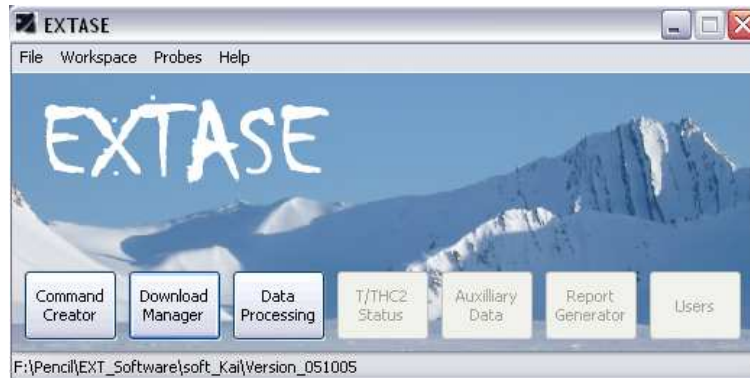 EXTASE
File Workspace Probes Help
EXTASE
Command Creator
Download Manager
Data Processing
T/THC2 Status
Auxilliary Data
Report Generator
Users
F:\Pencil\EXT_Software\soft_Kai\Version_051005